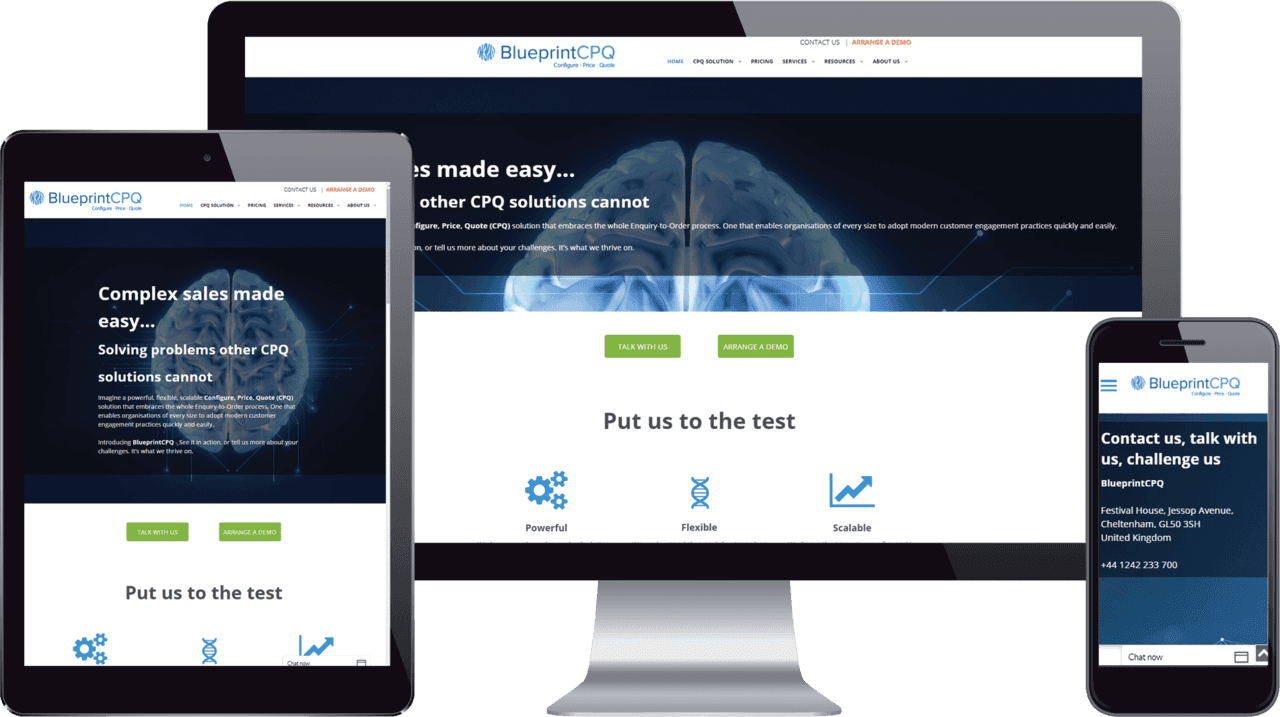 CONTACT US | ARRANGE A DEMO
BlueprintCPQ
Configure · Price · Quote
HOME CPQ SOLUTION PRICING SERVICES RESOURCES ABOUT US
es made easy...
other CPQ solutions cannot
figure, Price, Quote (CPQ) solution that embraces the whole Enquiry-to-Order process. One that enables organisations of every size to adopt modern customer engagement practices quickly and easily.
on, or tell us more about your challenges. It's what we thrive on.
TALK WITH US ARRANGE A DEMO
Put us to the test
Powerful Flexible Scalable
CONTACT US | ARRANGE A DEMO
BlueprintCPQ
Configure · Price · Quote
HOME CPQ SOLUTION PRICING SERVICES RESOURCES ABOUT US
Complex sales made
easy...
Solving problems other CPQ
solutions cannot
Imagine a powerful, flexible, scalable Configure, Price, Quote (CPQ)
solution that embraces the whole Enquiry-to-Order process. One that
enables organisations of every size to adopt modern customer
engagement practices quickly and easily.
Introducing BlueprintCPQ . See it in action, or tell us more about your
challenges. It's what we thrive on.
TALK WITH US ARRANGE A DEMO
Put us to the test
Chat now
BlueprintCPQ
Configure · Price · Quote
Contact us, talk with
us, challenge us
BlueprintCPQ
Festival House, Jessop Avenue,
Cheltenham, GL50 3SH
United Kingdom
+44 1242 233 700
Chat now